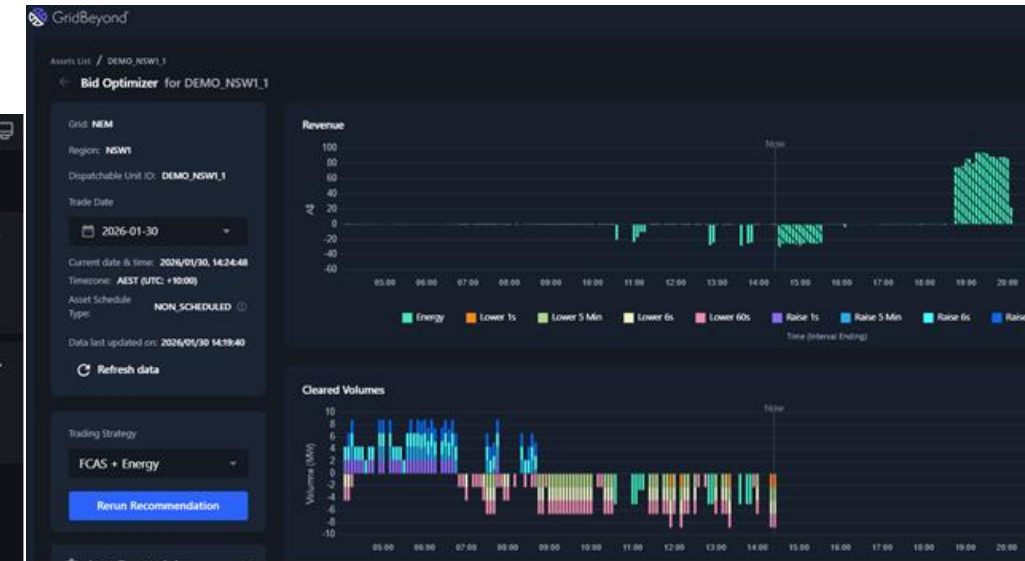 GridBeyond
Assets List / DEMO_NSW1_1
← Bid Optimizer for DEMO_NSW1_1
Grid: NEM
Region: NSW1
Dispatchable Unit ID: DEMO_NSW1_1
Trade Date
2026-01-30
Current date & time: 2026/01/30, 14:24:48
Timezone: AEST (UTC: +10:00)
Asset Schedule
Type:
NON_SCHEDULED
Data last updated on: 2026/01/30 14:19:40
Refresh data
Trading Strategy
FCAS + Energy
Rerun Recommendation
Revenue
Now
A$
100
80
60
40
20
0
-20
-40
-60
05:00 06:00 07:00 08:00 09:00 10:00 11:00 12:00 13:00 14:00 15:00 16:00 17:00 18:00 19:00 20:00
Energy Lower 1s Lower 5 Min Lower 6s Lower 60s Raise 1s Raise 5 Min Raise 6s Raise
Time (Interval Ending)
Cleared Volumes
Now
Volume (MW)
10
8
6
4
2
0
-2
-4
-6
-8
-10
05:00 06:00 07:00 08:00 09:00 10:00 11:00 12:00 13:00 14:00 15:00 16:00 17:00 18:00 19:00 20:00